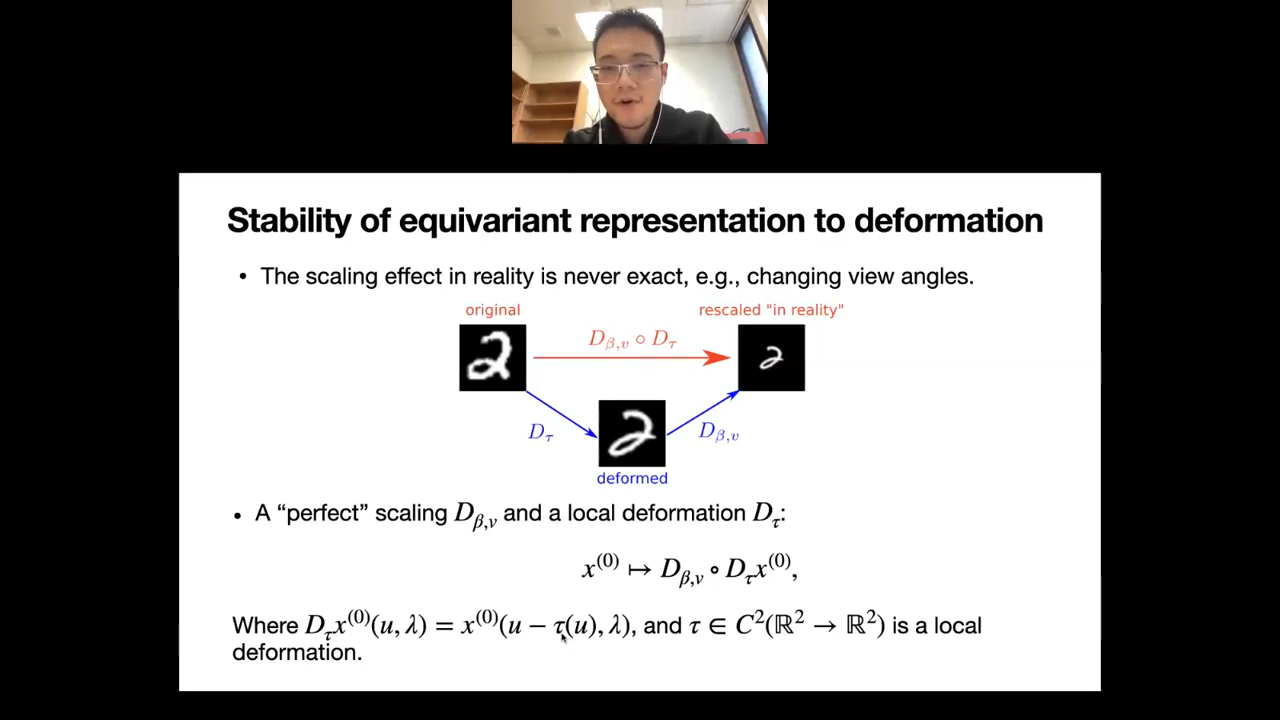 Stability of equivariant representation to deformation
• The scaling effect in reality is never exact, e.g., changing view angles.
original
rescaled "in reality"
D_{β,v} ∘ D_τ
D_τ
D_{β,v}
deformed
• A “perfect” scaling D_{β,v} and a local deformation D_τ:
x^{(0)} ↦ D_{β,v} ∘ D_τ x^{(0)},
Where D_τ x^{(0)}(u, λ) = x^{(0)}(u − τ(u), λ), and τ ∈ C^2(ℝ^2 → ℝ^2) is a local
deformation.